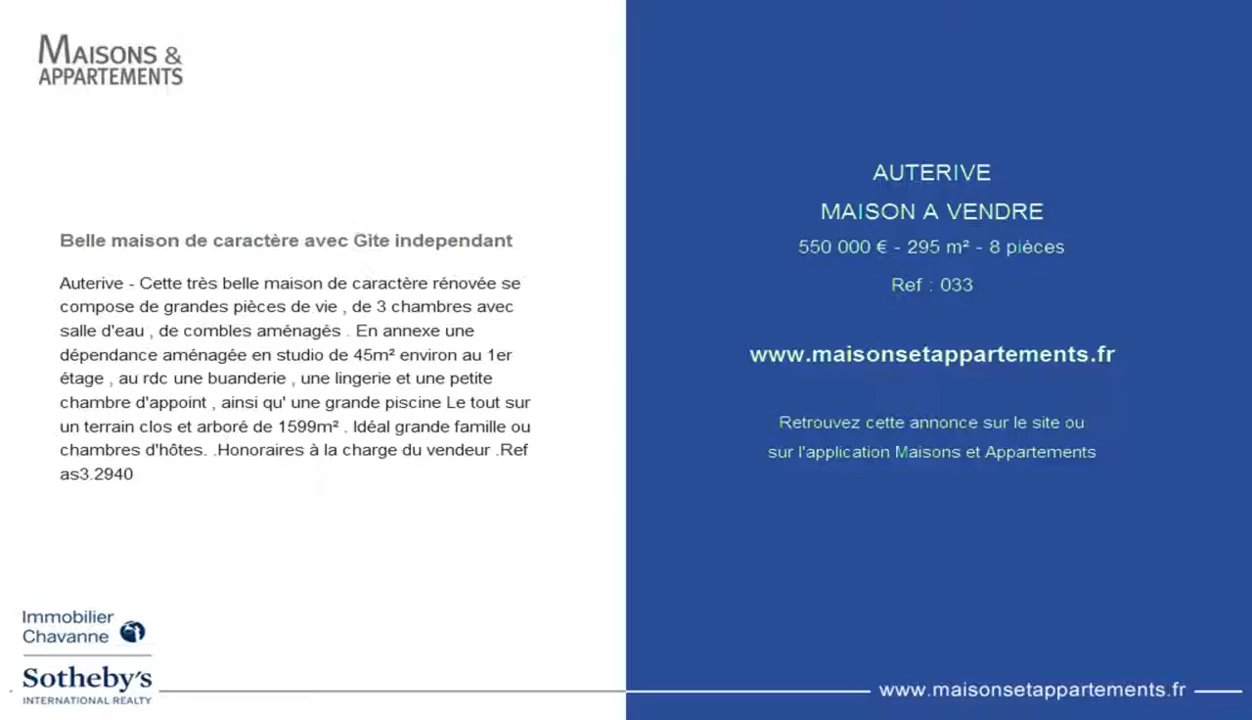 MAISONS &
APPARTEMENTS
Belle maison de caractère avec Gîte independant
Auterive - Cette très belle maison de caractère rénovée se
compose de grandes pièces de vie , de 3 chambres avec
salle d'eau , de combles aménagés . En annexe une
dépendance aménagée en studio de 45m² environ au 1er
étage , au rdc une buanderie , une lingerie et une petite
chambre d'appoint , ainsi qu' une grande piscine Le tout sur
un terrain clos et arboré de 1599m² . Idéal grande famille ou
chambres d'hôtes. .Honoraires à la charge du vendeur .Ref
as3.2940
Immobilier
Chavanne
Sotheby's
INTERNATIONAL REALTY
AUTERIVE
MAISON A VENDRE
550 000 € - 295 m² - 8 pièces
Ref : 033
www.maisonsetappartements.fr
Retrouvez cette annonce sur le site ou
sur l'application Maisons et Appartements
www.maisonsetappartements.fr